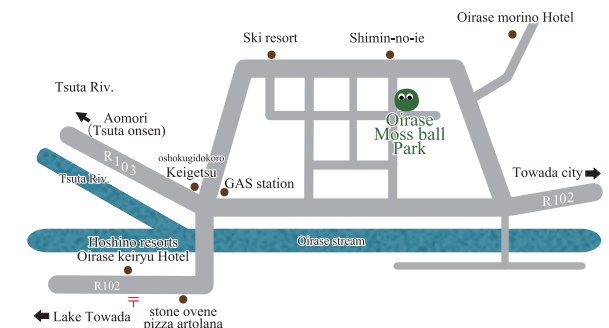 Oirase morino Hotel
Ski resort
Shimin-no-ie
Tsuta Riv.
Aomori
(Tsuta onsen)
R103
oshokugidokoro
Keigetsu
GAS station
Oirase
Moss ball
Park
Towada city
R102
Tsuta Riv.
Hoshino resorts
Oirase keiryu Hotel
Oirase stream
R102
〒
Lake Towada
stone ovene
pizza artolana